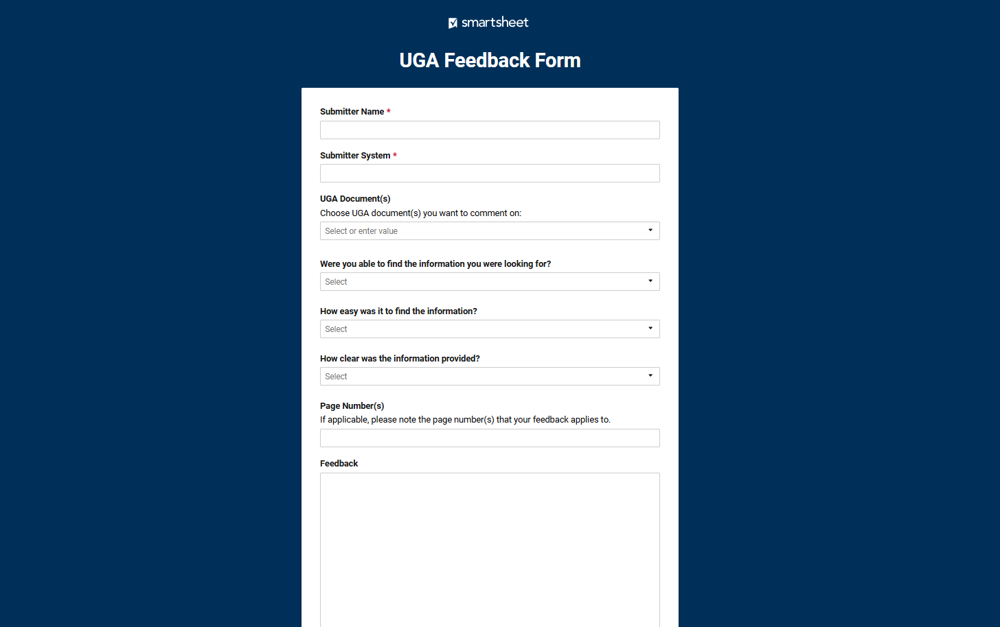 smartsheet
UGA Feedback Form
Submitter Name *
Submitter System *
UGA Document(s)
Choose UGA document(s) you want to comment on:
Select or enter value
Were you able to find the information you were looking for?
Select
How easy was it to find the information?
Select
How clear was the information provided?
Select
Page Number(s)
If applicable, please note the page number(s) that your feedback applies to.
Feedback